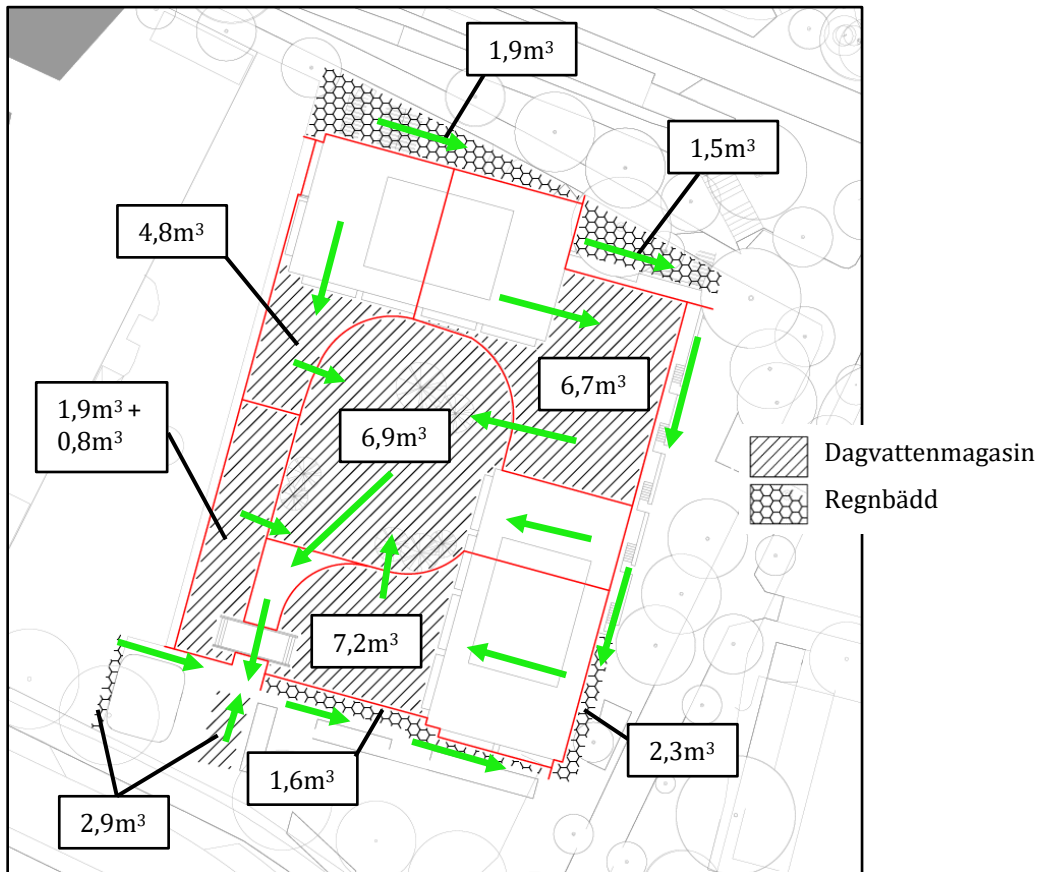 1,9m³
1,5m³
4,8m³
6,7m³
1,9m³ +
0,8m³
6,9m³
Dagvattenmagasin
Regnbädd
7,2m³
2,3m³
1,6m³
2,9m³